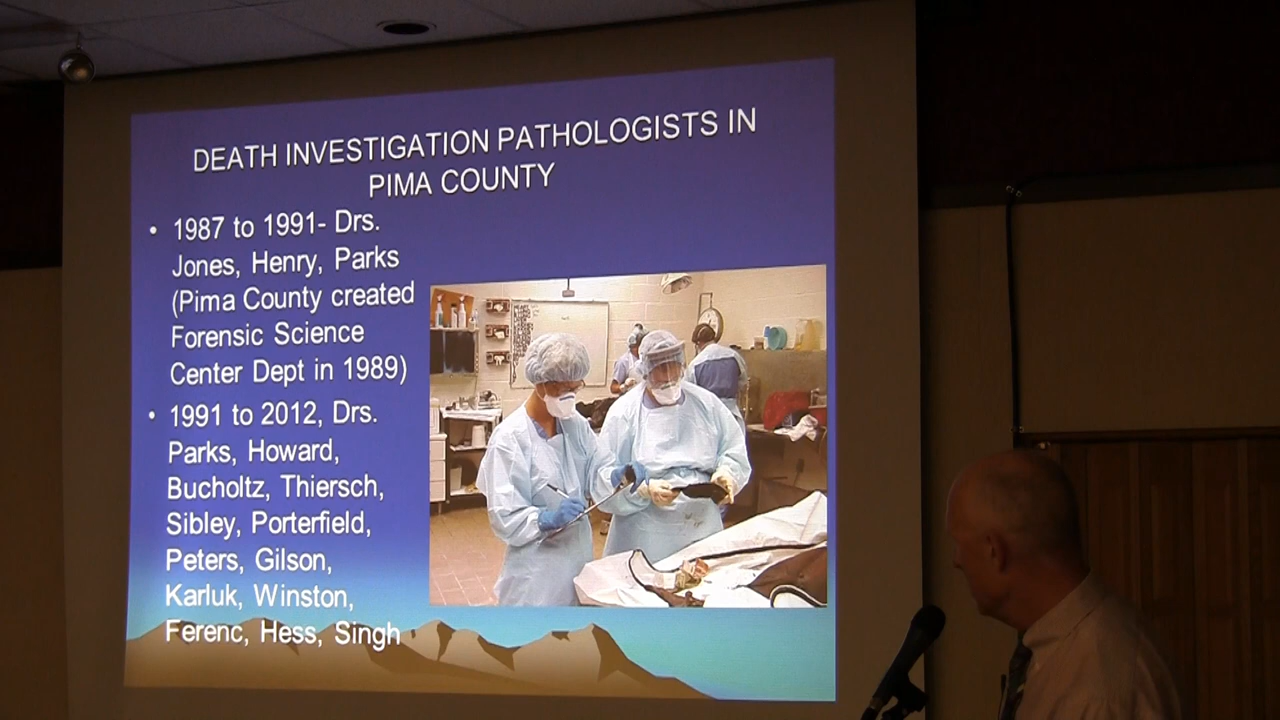 DEATH INVESTIGATION PATHOLOGISTS IN
PIMA COUNTY
• 1987 to 1991- Drs.
Jones, Henry, Parks
(Pima County created
Forensic Science
Center Dept in 1989)
• 1991 to 2012, Drs.
Parks, Howard,
Bucholtz, Thiersch,
Sibley, Porterfield,
Peters, Gilson,
Karluk, Winston,
Ferenc, Hess, Singh